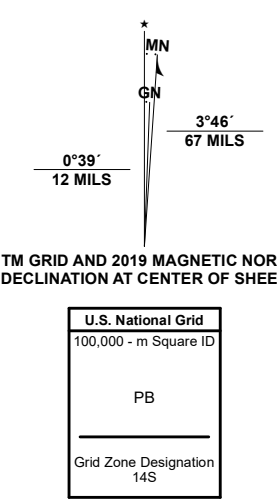 ★
MN
GN
3°46´
67 MILS
0°39´
12 MILS
TM GRID AND 2019 MAGNETIC NOR
DECLINATION AT CENTER OF SHEE
U.S. National Grid
100,000 - m Square ID
PB
Grid Zone Designation
14S